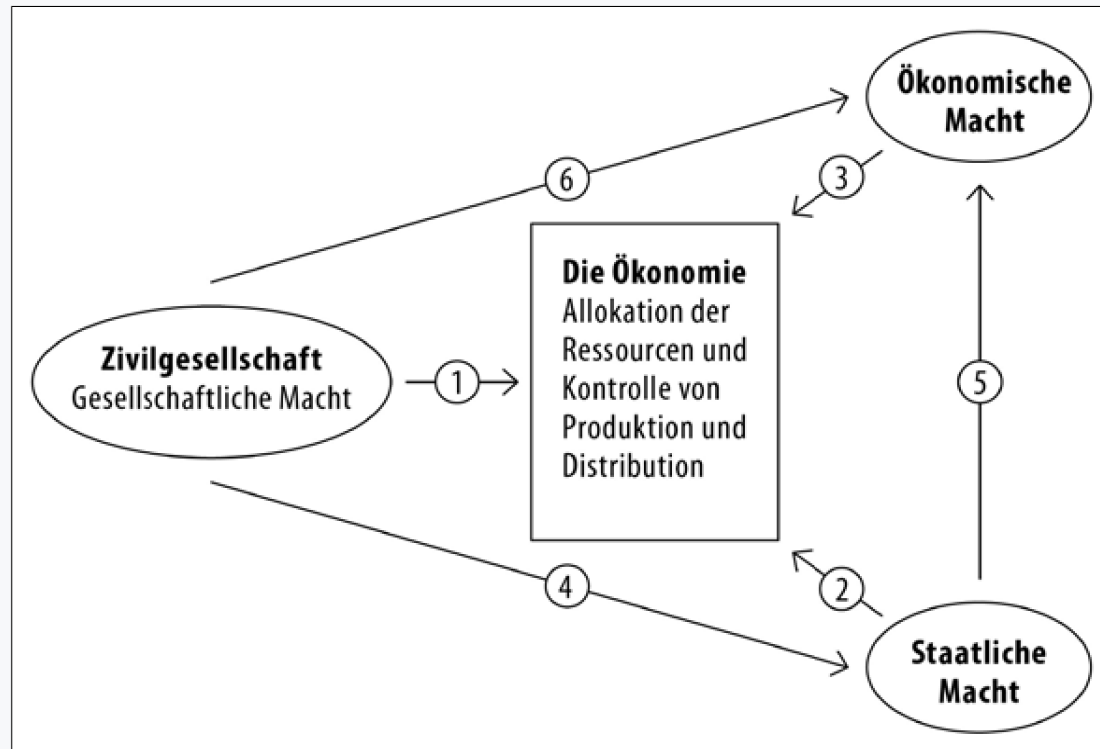 Ökonomische
Macht
6
3
Die Ökonomie
Allokation der
Ressourcen und
Kontrolle von
Produktion und
Distribution
Zivilgesellschaft
Gesellschaftliche Macht
1
5
4
2
Staatliche
Macht